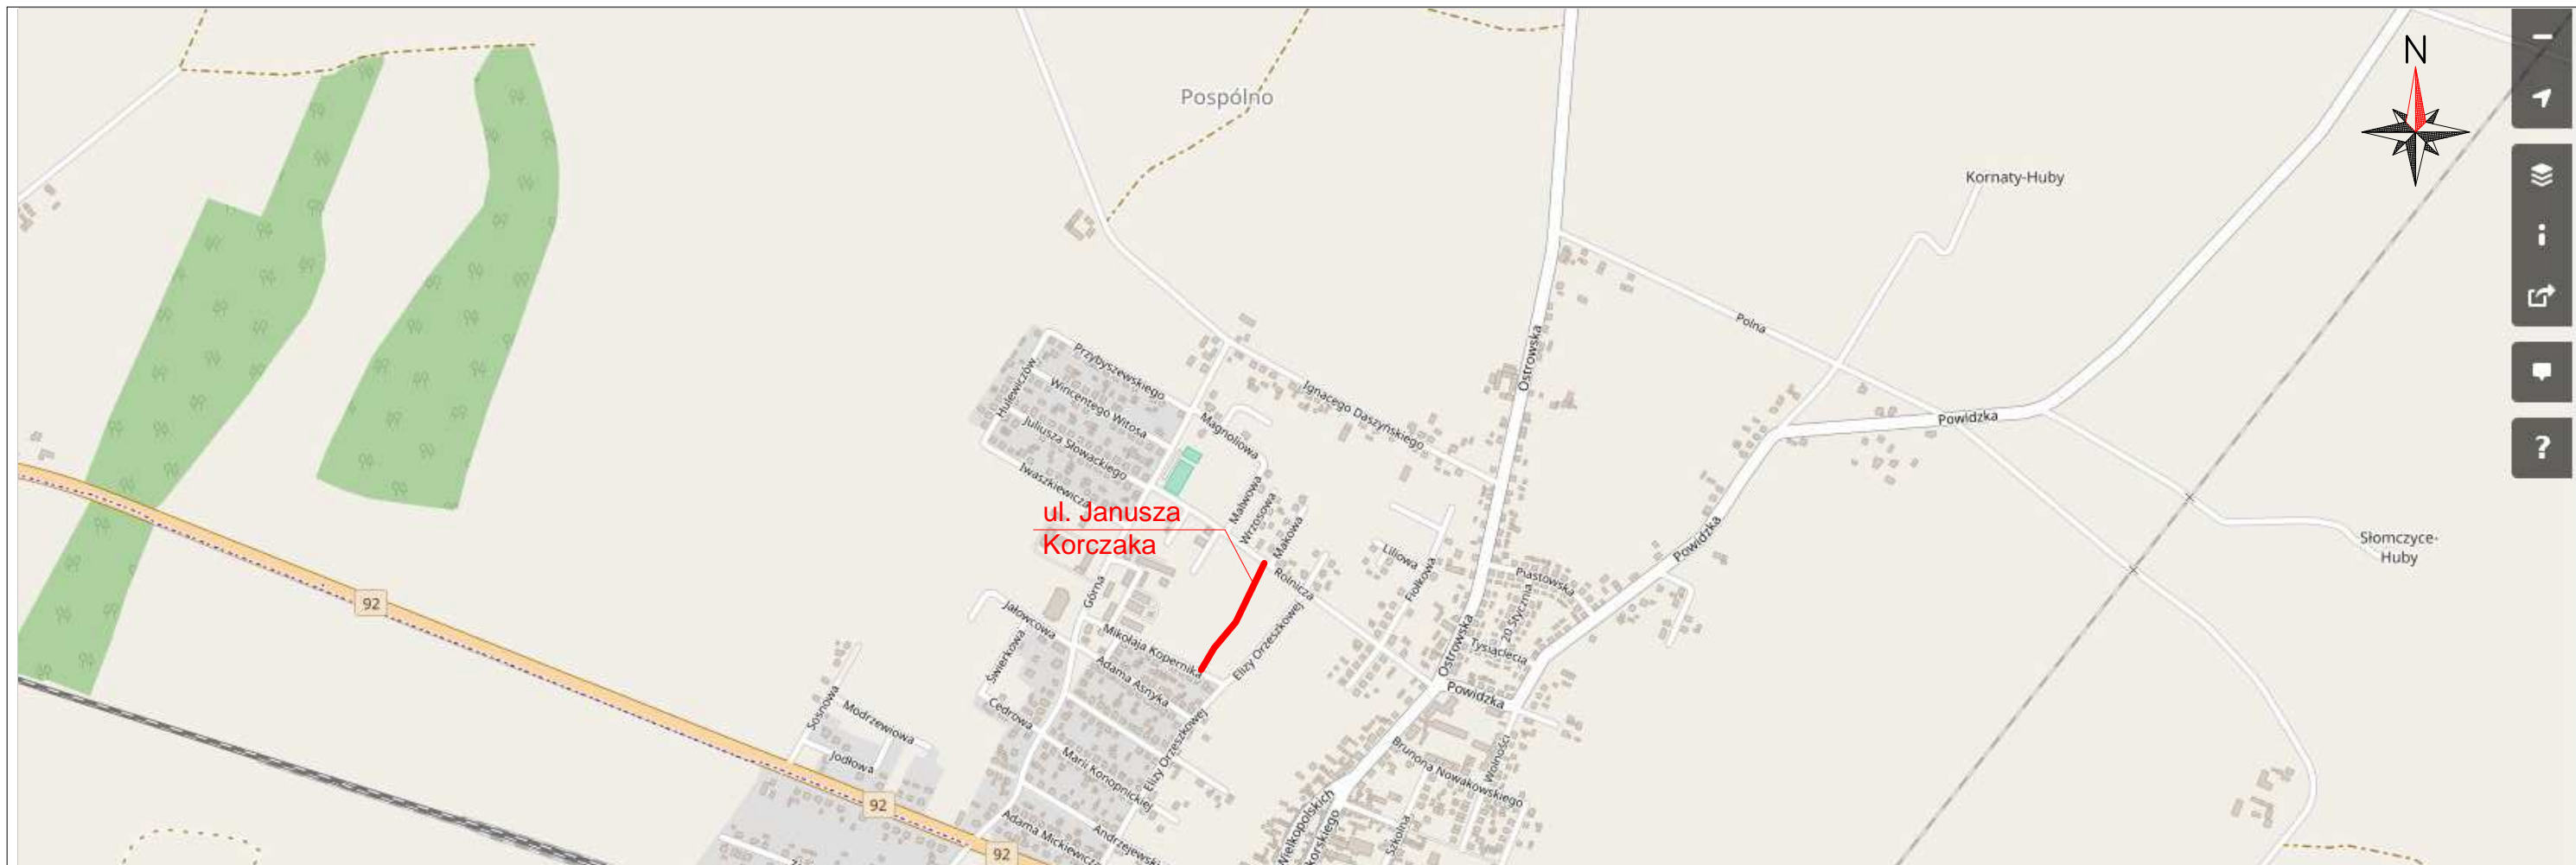 N
Pospólno
Kornaty-Huby
Polna
Ostrowska
Przybyszewskiego
Hulewiczów
Wincentego Witosa
Ignacego Daszyńskiego
Magnoliowa
Powidzka
Juliusza Słowackiego
?
Iwaszkiewicza
Malwowa
Wrzosowa
ul. Janusza
Korczaka
Makowa
Powidzka
Słomczyce-
Huby
Liliowa
Fiołkowa
Rolnicza
Piastowska
20 Stycznia
92
Górna
Jałowcowa
Mikołaja Kopernika
Elizy Orzeszkowej
Świerkowa
Adama Asnyka
Ostrowska
Tysiąclecia
Powidzka
Sosnowa
Modrzewiowa
Cedrowa
Jodłowa
Marii Konopnickiej
Elizy Orzeszkowej
Brunona Nowakowskiego
Wolności
92
Adama Mickiewicza
Szkolna
92